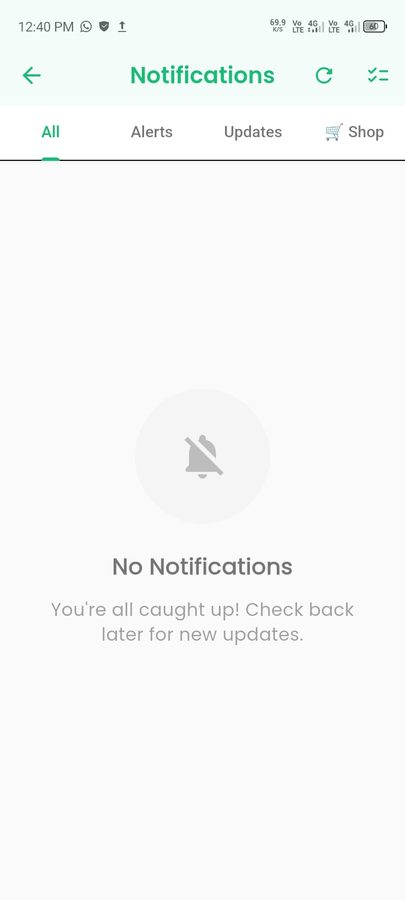 12:40 PM
69.9 K/S Vo LTE 4G Vo LTE 4G 60
Notifications
All Alerts Updates 🛒 Shop
No Notifications
You're all caught up! Check back
later for new updates.